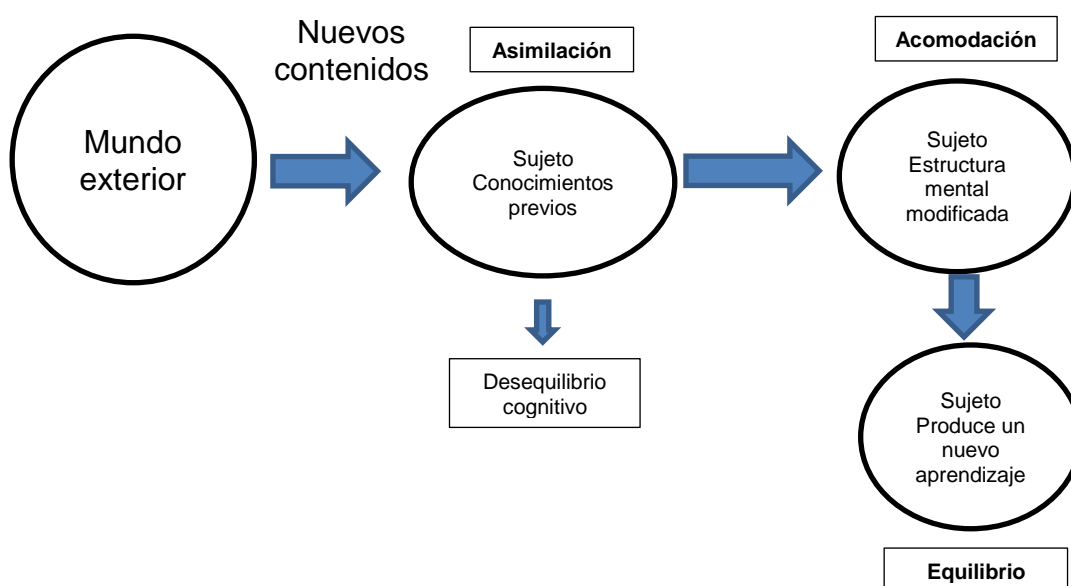 Mundo
exterior
Nuevos
contenidos
Asimilación
Sujeto
Conocimientos
previos
Desequilibrio
cognitivo
Acomodación
Sujeto
Estructura
mental
modificada
Sujeto
Produce un
nuevo
aprendizaje
Equilibrio